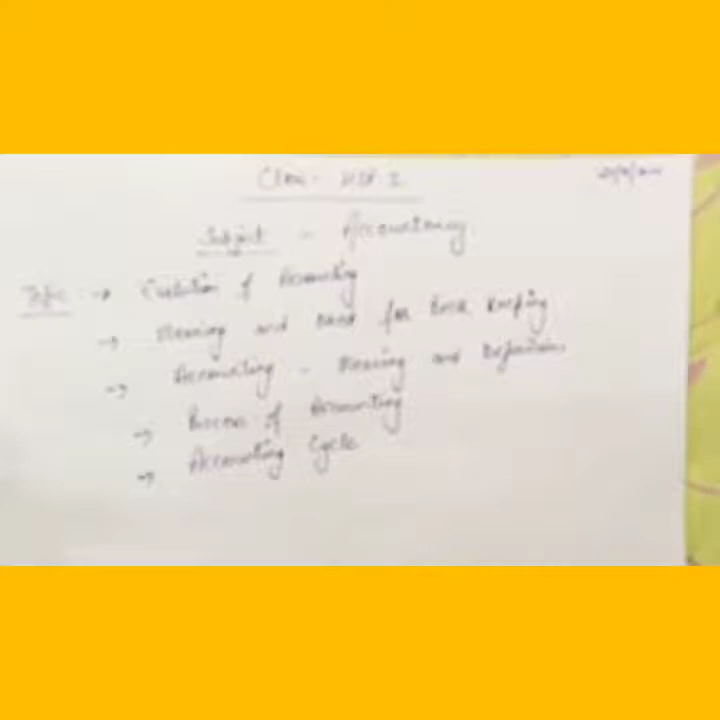 Class -
Subject - Accountancy
Topic → Evolution of Accounting
→ Meaning and Need for Book Keeping
→ Accounting - Meaning and Definition
→ Process of Accounting
→ Accounting Cycle